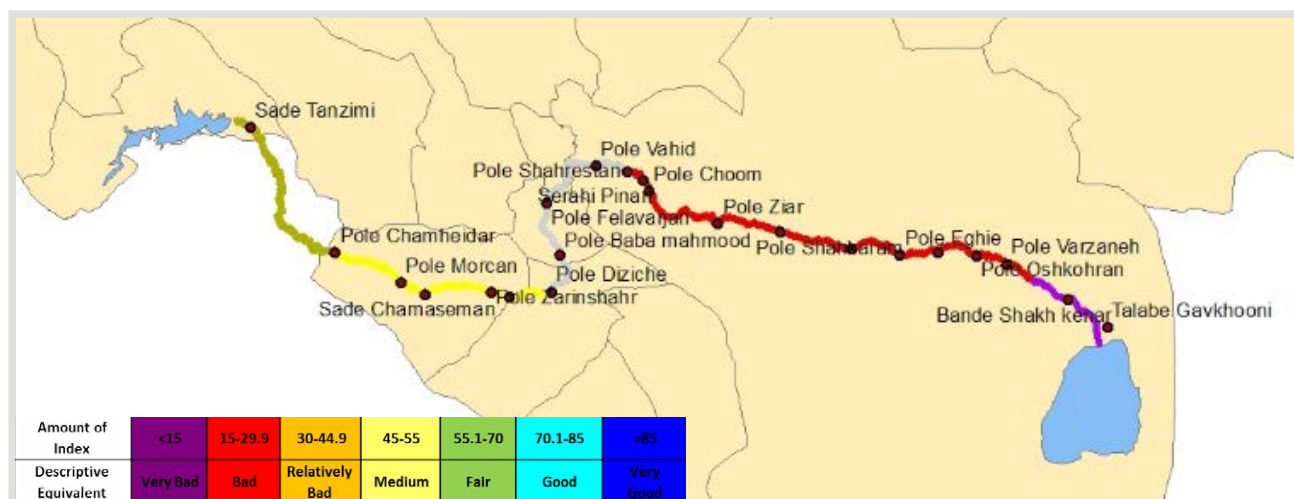 Sade Tanzimi
Pole Vahid
Pole Shahrestan
Pole Choom
Serahi Pinart
Pole Felavarjan
Pole Ziar
Pole Chamheidar
Pole Baba mahmood
Pole Shahbaram
Pole Eghie
Pole Varzaneh
Pole Morcan
Pole Diziche
Pole Oshkohran
Sade Chamaseman
Pole Zarinshahr
Bande Shakh kenar
Talabe Gavkhooni
Amount of Index <15 15-29.9 30-44.9 45-55 55.1-70 70.1-85 >85
Descriptive Equivalent Very Bad Bad Relatively Bad Medium Fair Good Very Good